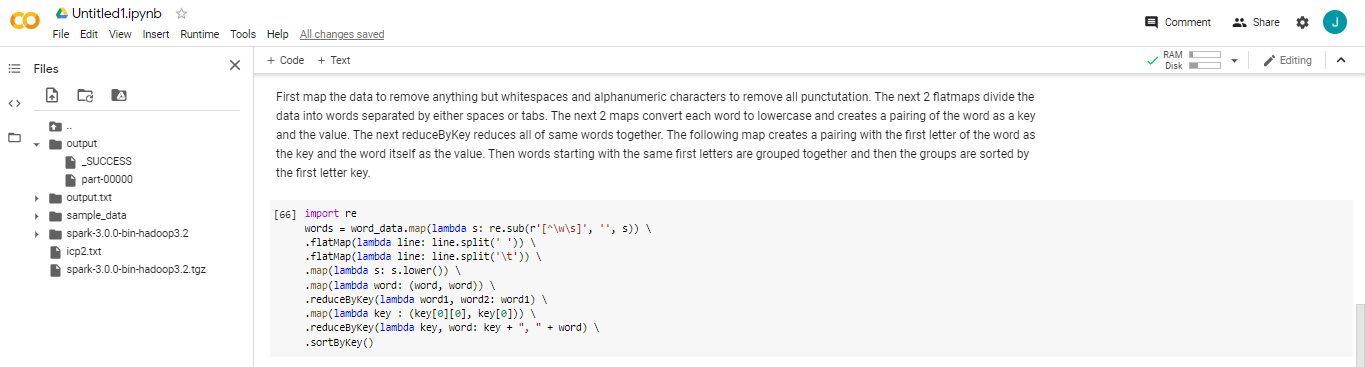 Untitled1.ipynb
Comment Share J
File Edit View Insert Runtime Tools Help All changes saved
Files
+ Code + Text
RAM
Disk
Editing
..
output
_SUCCESS
part-00000
output.txt
sample_data
spark-3.0.0-bin-hadoop3.2
icp2.txt
spark-3.0.0-bin-hadoop3.2.tgz
First map the data to remove anything but whitespaces and alphanumeric characters to remove all punctutation. The next 2 flatmaps divide the
data into words separated by either spaces or tabs. The next 2 maps convert each word to lowercase and creates a pairing of the word as a key
and the value. The next reduceByKey reduces all of same words together. The following map creates a pairing with the first letter of the word as
the key and the word itself as the value. Then words starting with the same first letters are grouped together and then the groups are sorted by
the first letter key.
[66] import re
words = word_data.map(lambda s: re.sub(r'[^\w\s]', '', s)) \
.flatMap(lambda line: line.split(' ')) \
.flatMap(lambda line: line.split('\t')) \
.map(lambda s: s.lower()) \
.map(lambda word: (word, word)) \
.reduceByKey(lambda word1, word2: word1) \
.map(lambda key : (key[0][0], key[0])) \
.reduceByKey(lambda key, word: key + ", " + word) \
.sortByKey()